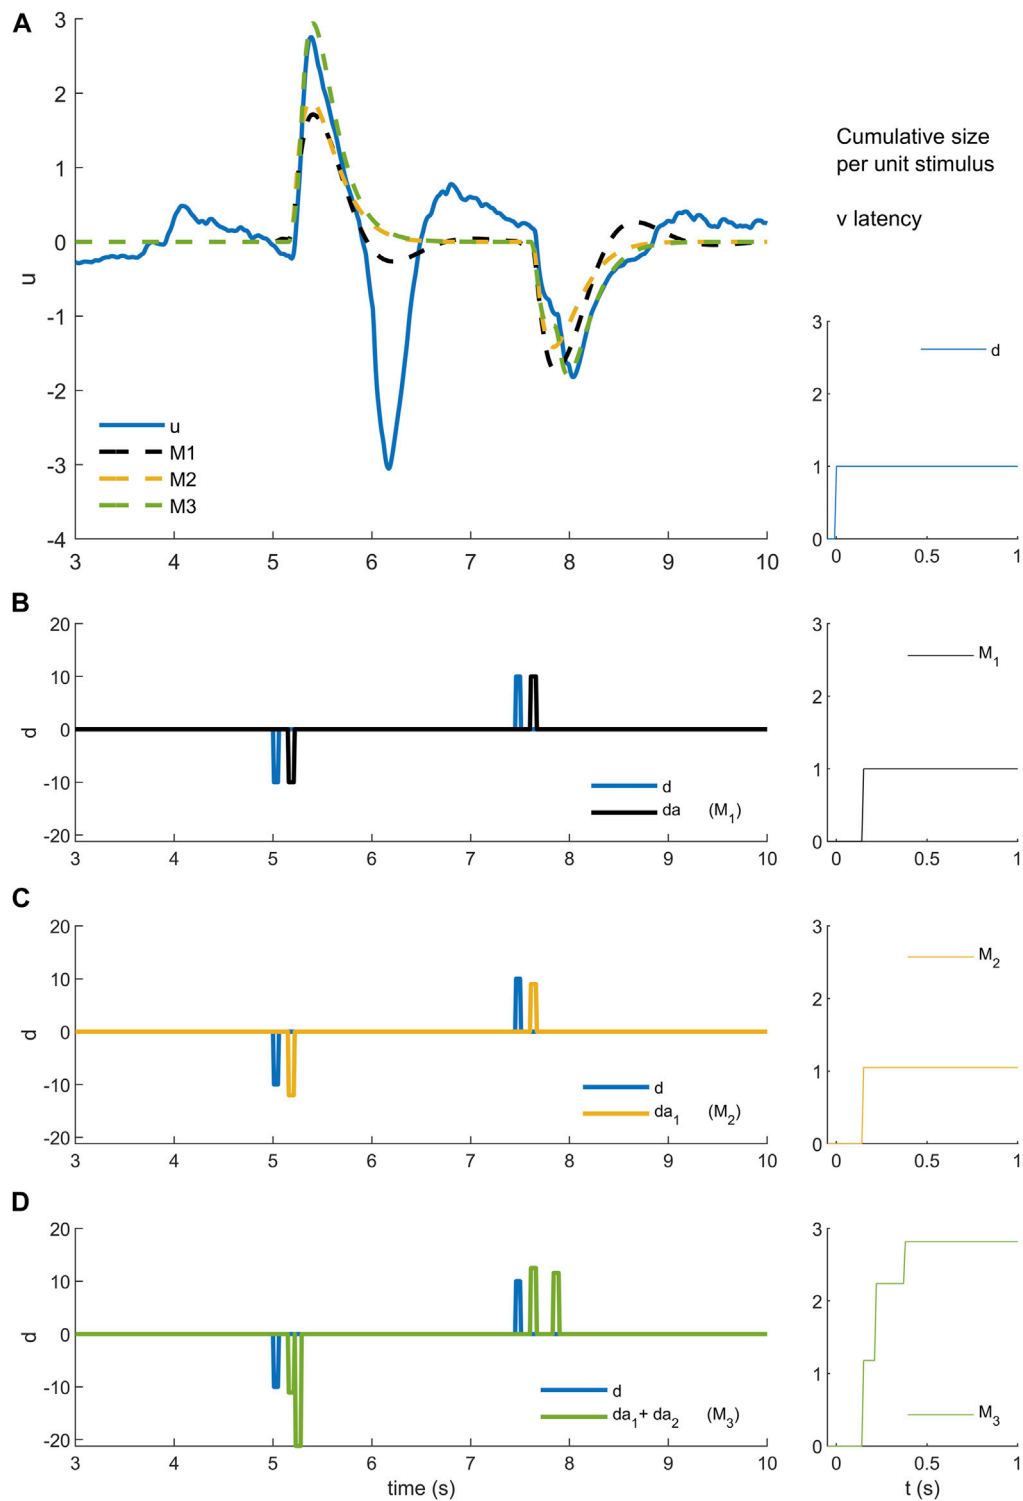 A
3
2
1
0
-1
-2
-3
-4
u
u
M1
M2
M3
3 4 5 6 7 8 9 10
Cumulative size
per unit stimulus
v latency
3
2
1
0
d
0 0.5 1
B
20
10
0
-10
-20
d
d
da (M1)
3 4 5 6 7 8 9 10
3
2
1
0
M1
0 0.5 1
C
20
10
0
-10
-20
d
d
da1 (M2)
3 4 5 6 7 8 9 10
3
2
1
0
M2
0 0.5 1
D
20
10
0
-10
-20
d
d
da1+ da2 (M3)
3 4 5 6 7 8 9 10
time (s)
3
2
1
0
M3
0 0.5 1
t (s)